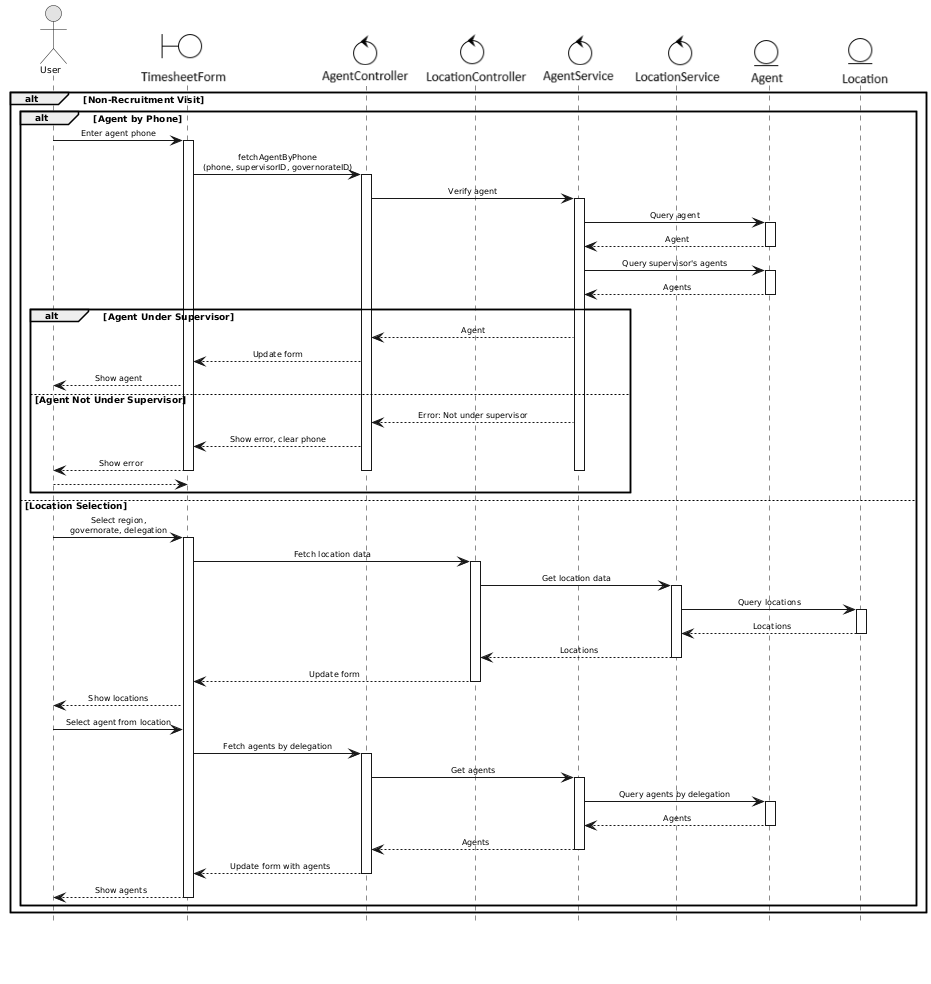 User
TimesheetForm
AgentController
LocationController
AgentService
LocationService
Agent
Location
alt
[Non-Recruitment Visit]
alt
[Agent by Phone]
Enter agent phone
fetchAgentByPhone
(phone, supervisorID, governorateID)
Verify agent
Query agent
Agent
Query supervisor's agents
Agents
alt
[Agent Under Supervisor]
Agent
Update form
Show agent
[Agent Not Under Supervisor]
Error: Not under supervisor
Show error, clear phone
Show error
[Location Selection]
Select region,
governorate, delegation
Fetch location data
Get location data
Query locations
Locations
Locations
Update form
Show locations
Select agent from location
Fetch agents by delegation
Get agents
Query agents by delegation
Agents
Agents
Update form with agents
Show agents